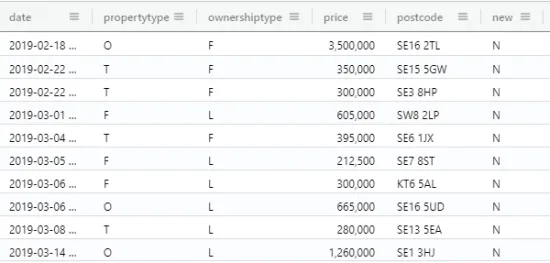 date propertytype ownershiptype price postcode new
2019-02-18 ... O F 3,500,000 SE16 2TL N
2019-02-22 ... T F 350,000 SE15 5GW N
2019-02-22 ... T F 300,000 SE3 8HP N
2019-03-01 ... F L 605,000 SW8 2LP N
2019-03-04 ... T F 395,000 SE6 1JX N
2019-03-05 ... F L 212,500 SE7 8ST N
2019-03-06 ... F L 300,000 KT6 5AL N
2019-03-06 ... O L 665,000 SE16 5UD N
2019-03-08 ... T L 280,000 SE13 5EA N
2019-03-14 ... O L 1,260,000 SE1 3HJ N